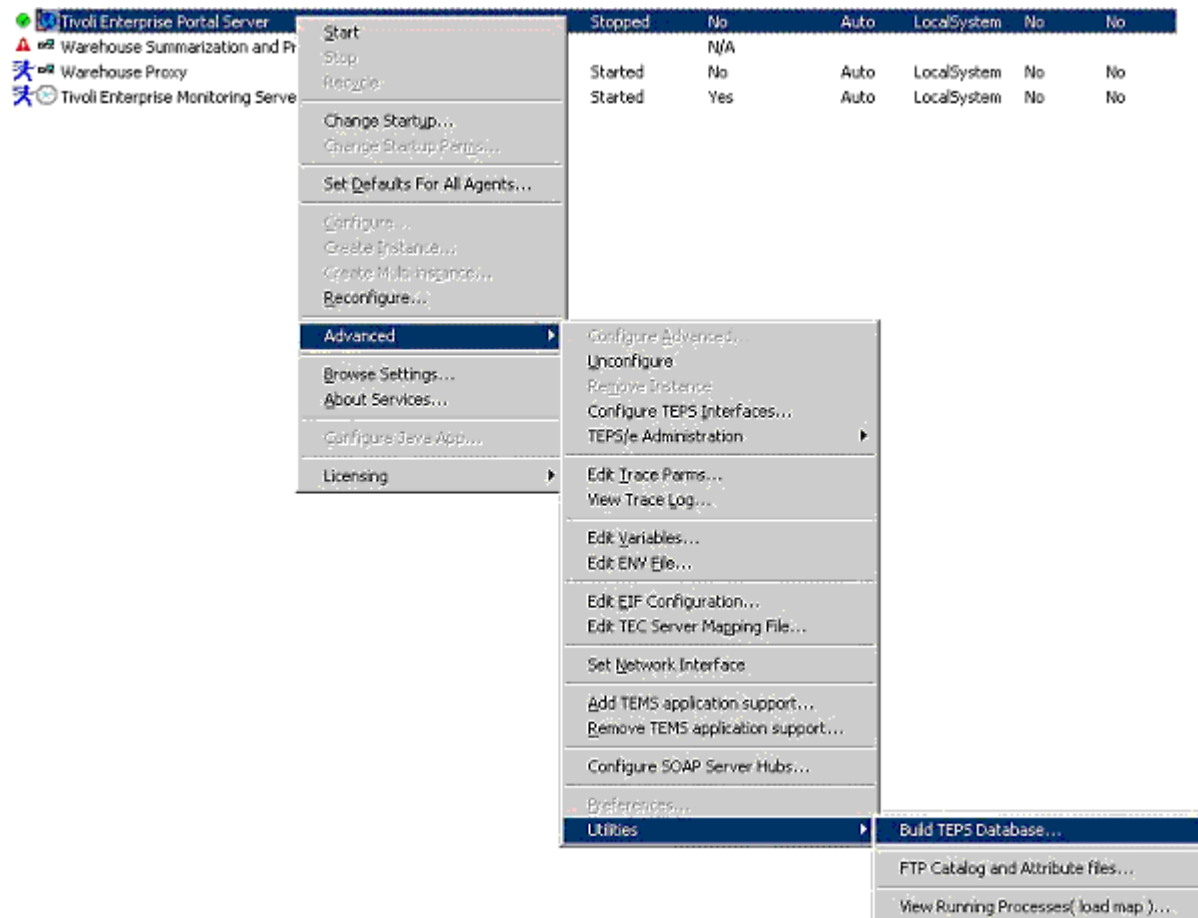 Tivoli Enterprise Portal Server Stopped No Auto LocalSystem No No
Warehouse Summarization and Pr N/A
Warehouse Proxy Started No Auto LocalSystem No No
Tivoli Enterprise Monitoring Serve Started Yes Auto LocalSystem No No
Start
Stop
Recycle
Change Startup...
Change Startup Parms...
Set Defaults For All Agents...
Configure ...
Create Instance...
Create Multi-instance...
Reconfigure...
Advanced
Browse Settings...
About Services...
Configure Java App...
Licensing
Configure Advanced...
Unconfigure
Remove Instance
Configure TEPS Interfaces...
TEPS/e Administration
Edit Trace Parms...
View Trace Log...
Edit Variables...
Edit ENV File...
Edit EIF Configuration...
Edit TEC Server Mapping File...
Set Network Interface
Add TEMS application support...
Remove TEMS application support...
Configure SOAP Server Hubs...
Preferences...
Utilities
Build TEPS Database...
FTP Catalog and Attribute files...
View Running Processes( load map )...